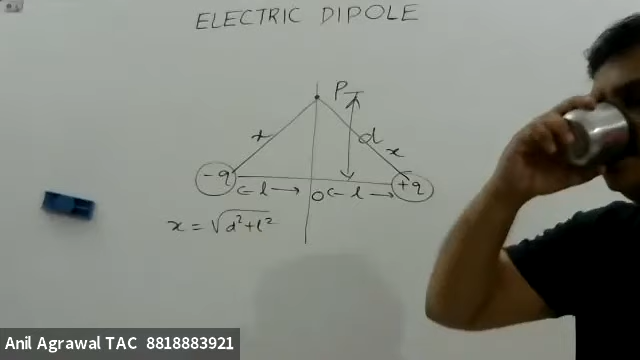 ELECTRIC DIPOLE
P
x
d
x
-q
+q
l
O
l
x = √d²+l²
Anil Agrawal TAC 8818883921